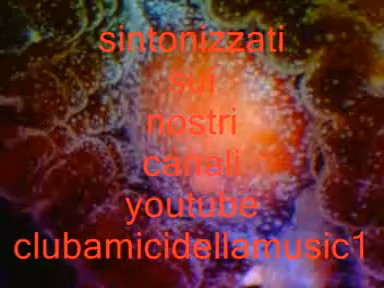 sintonizzati
sui
nostri
canali
youtube
clubamicidellamusic1